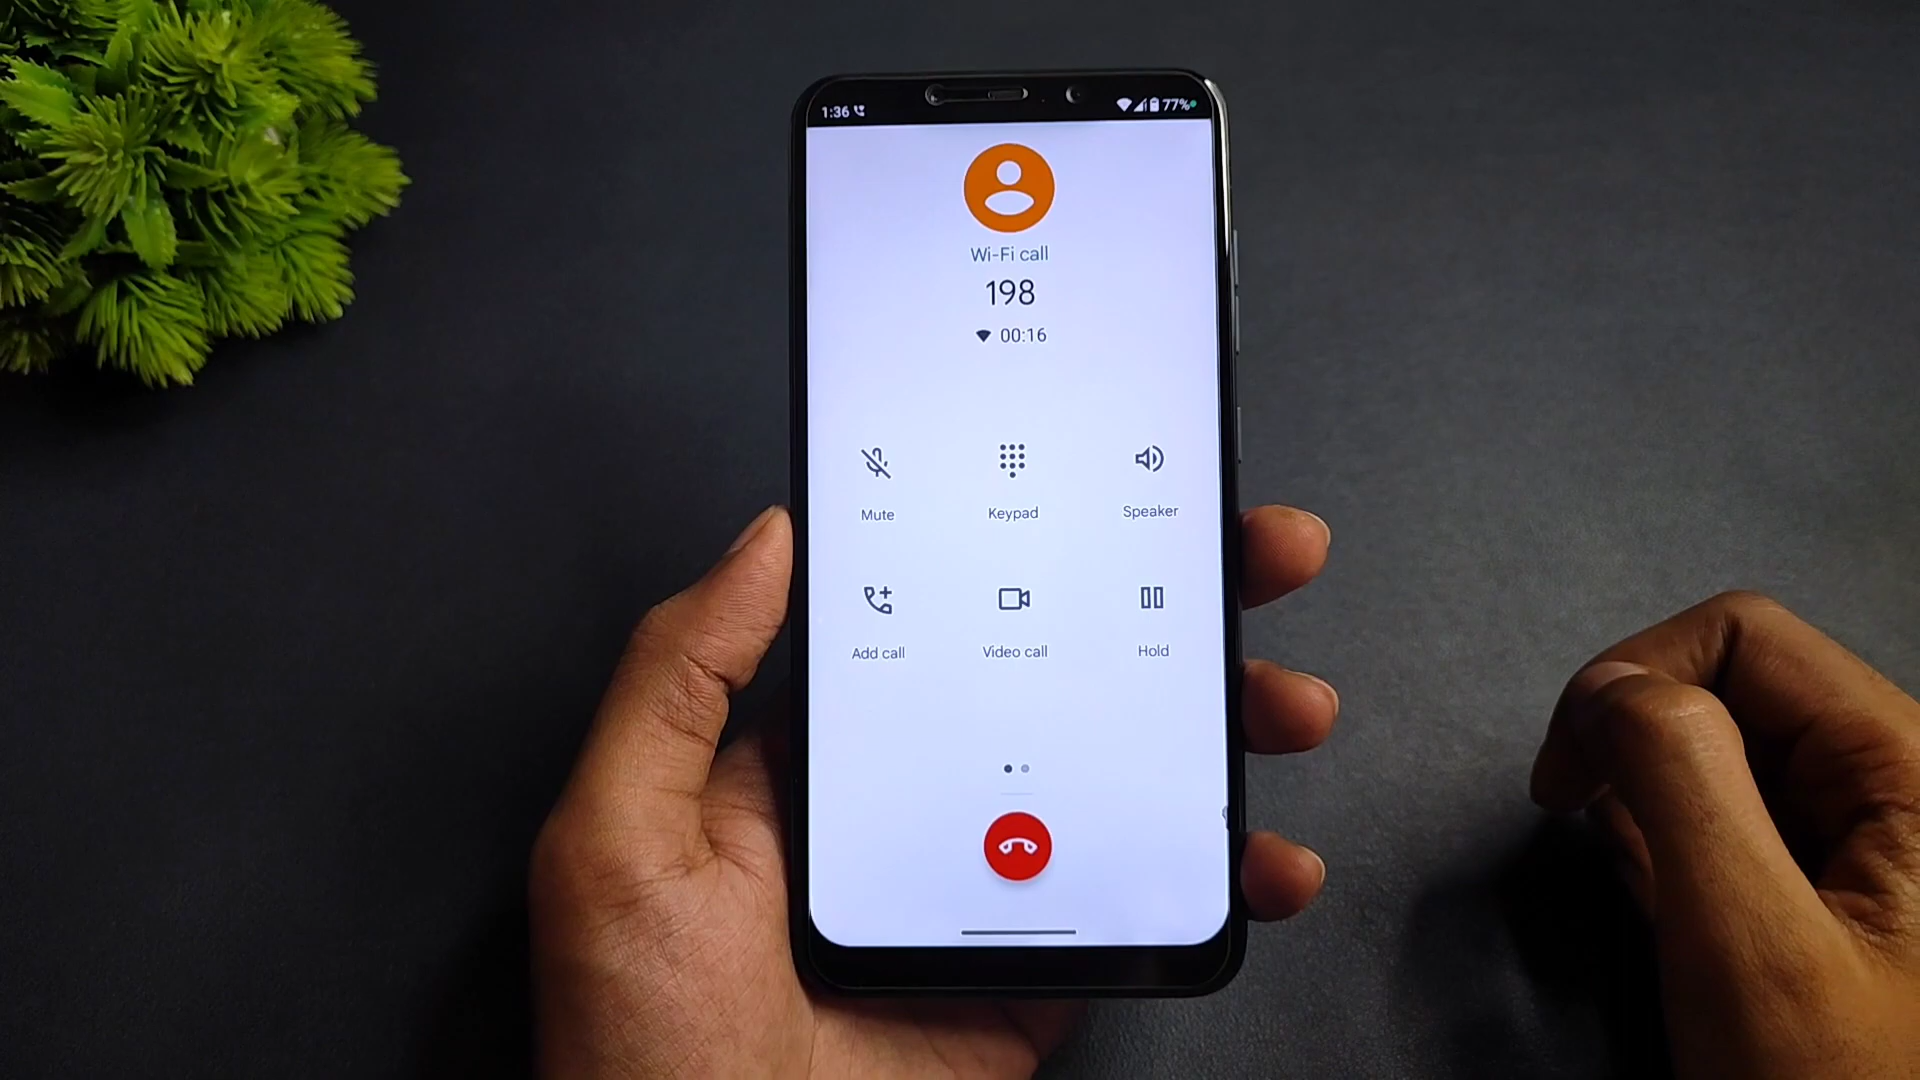 1:36
77%
Wi-Fi call
198
00:16
Mute
Keypad
Speaker
Add call
Video call
Hold